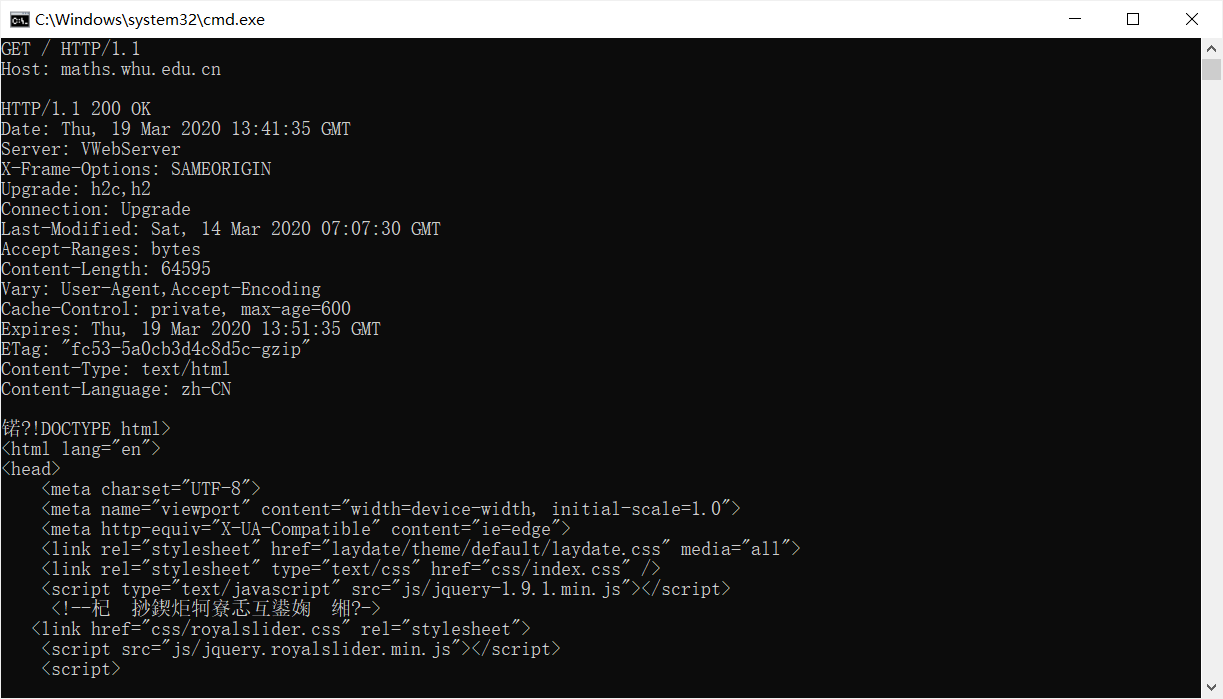 C:\Windows\system32\cmd.exe
GET / HTTP/1.1
Host: maths.whu.edu.cn
HTTP/1.1 200 OK
Date: Thu, 19 Mar 2020 13:41:35 GMT
Server: VWebServer
X-Frame-Options: SAMEORIGIN
Upgrade: h2c,h2
Connection: Upgrade
Last-Modified: Sat, 14 Mar 2020 07:07:30 GMT
Accept-Ranges: bytes
Content-Length: 64595
Vary: User-Agent,Accept-Encoding
Cache-Control: private, max-age=600
Expires: Thu, 19 Mar 2020 13:51:35 GMT
ETag: "fc53-5a0cb3d4c8d5c-gzip"
Content-Type: text/html
Content-Language: zh-CN
锘?!DOCTYPE html>
<html lang="en">
<head>
<meta charset="UTF-8">
<meta name="viewport" content="width=device-width, initial-scale=1.0">
<meta http-equiv="X-UA-Compatible" content="ie=edge">
<link rel="stylesheet" href="laydate/theme/default/laydate.css" media="all">
<link rel="stylesheet" type="text/css" href="css/index.css" />
<script type="text/javascript" src="js/jquery-1.9.1.min.js"></script>
<!--杞 挱鍥炬牱寮忎互鍙婅 缃?->
<link href="css/royalslider.css" rel="stylesheet">
<script src="js/jquery.royalslider.min.js"></script>
<script>